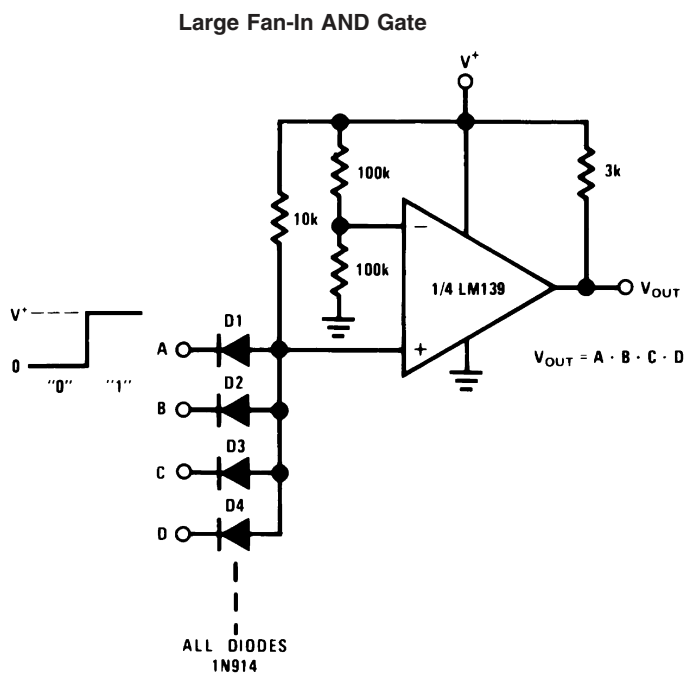 Large Fan-In AND Gate
V+
100k
3k
10k
100k
−
1/4 LM139
VOUT
V+
D1
0
A
+
VOUT = A · B · C · D
"0" "1"
D2
B
D3
C
D4
D
ALL DIODES
1N914